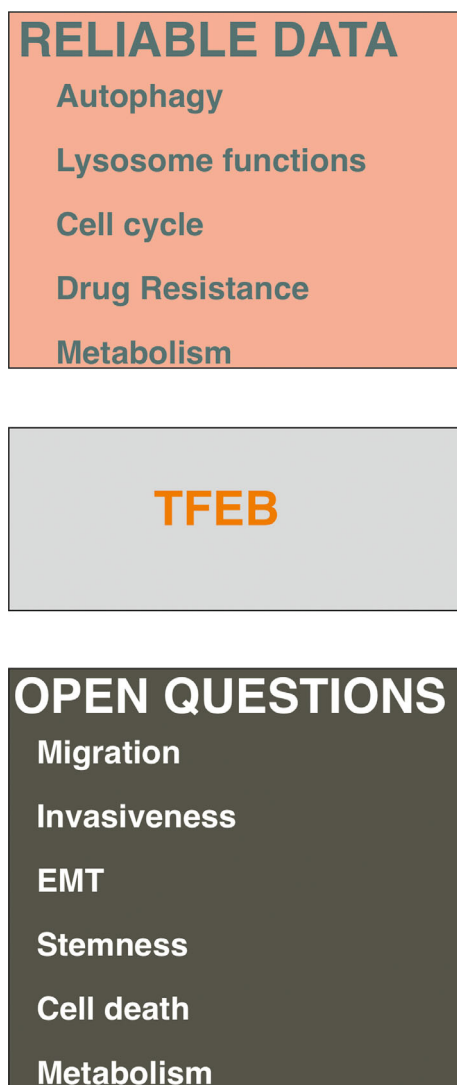 RELIABLE DATA
Autophagy
Lysosome functions
Cell cycle
Drug Resistance
Metabolism
TFEB
OPEN QUESTIONS
Migration
Invasiveness
EMT
Stemness
Cell death
Metabolism